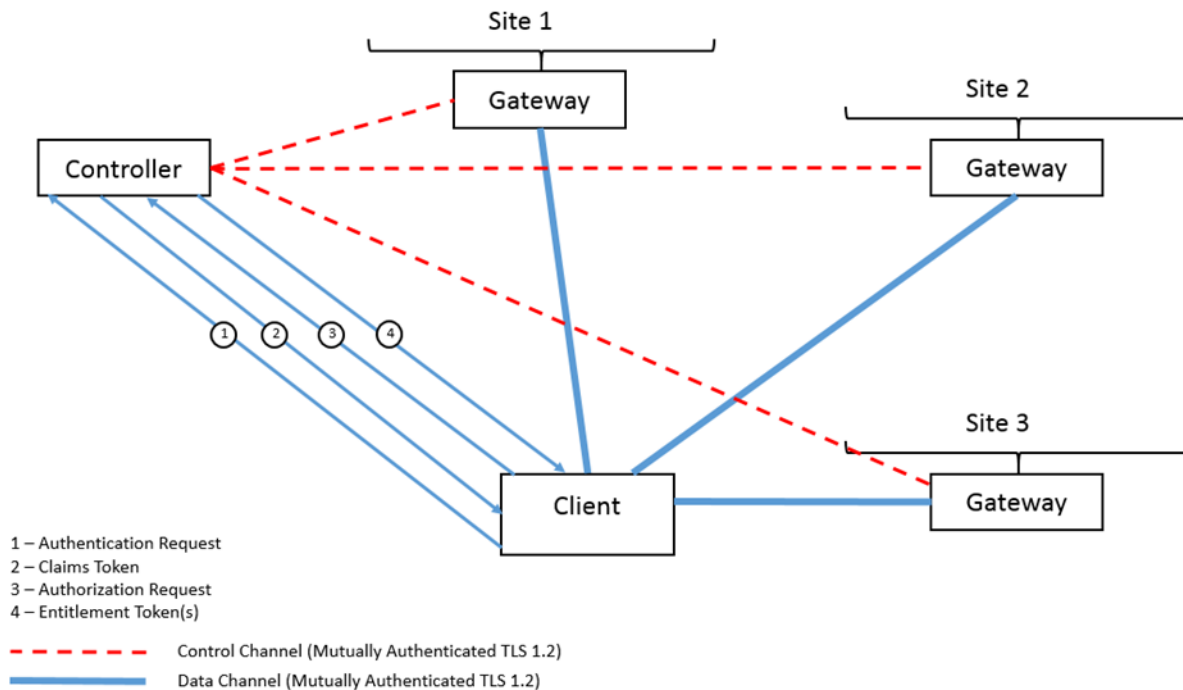 Site 1
Gateway
Site 2
Controller
Gateway
1
2
3
4
Site 3
Client
Gateway
1 – Authentication Request
2 – Claims Token
3 – Authorization Request
4 – Entitlement Token(s)
Control Channel (Mutually Authenticated TLS 1.2)
Data Channel (Mutually Authenticated TLS 1.2)